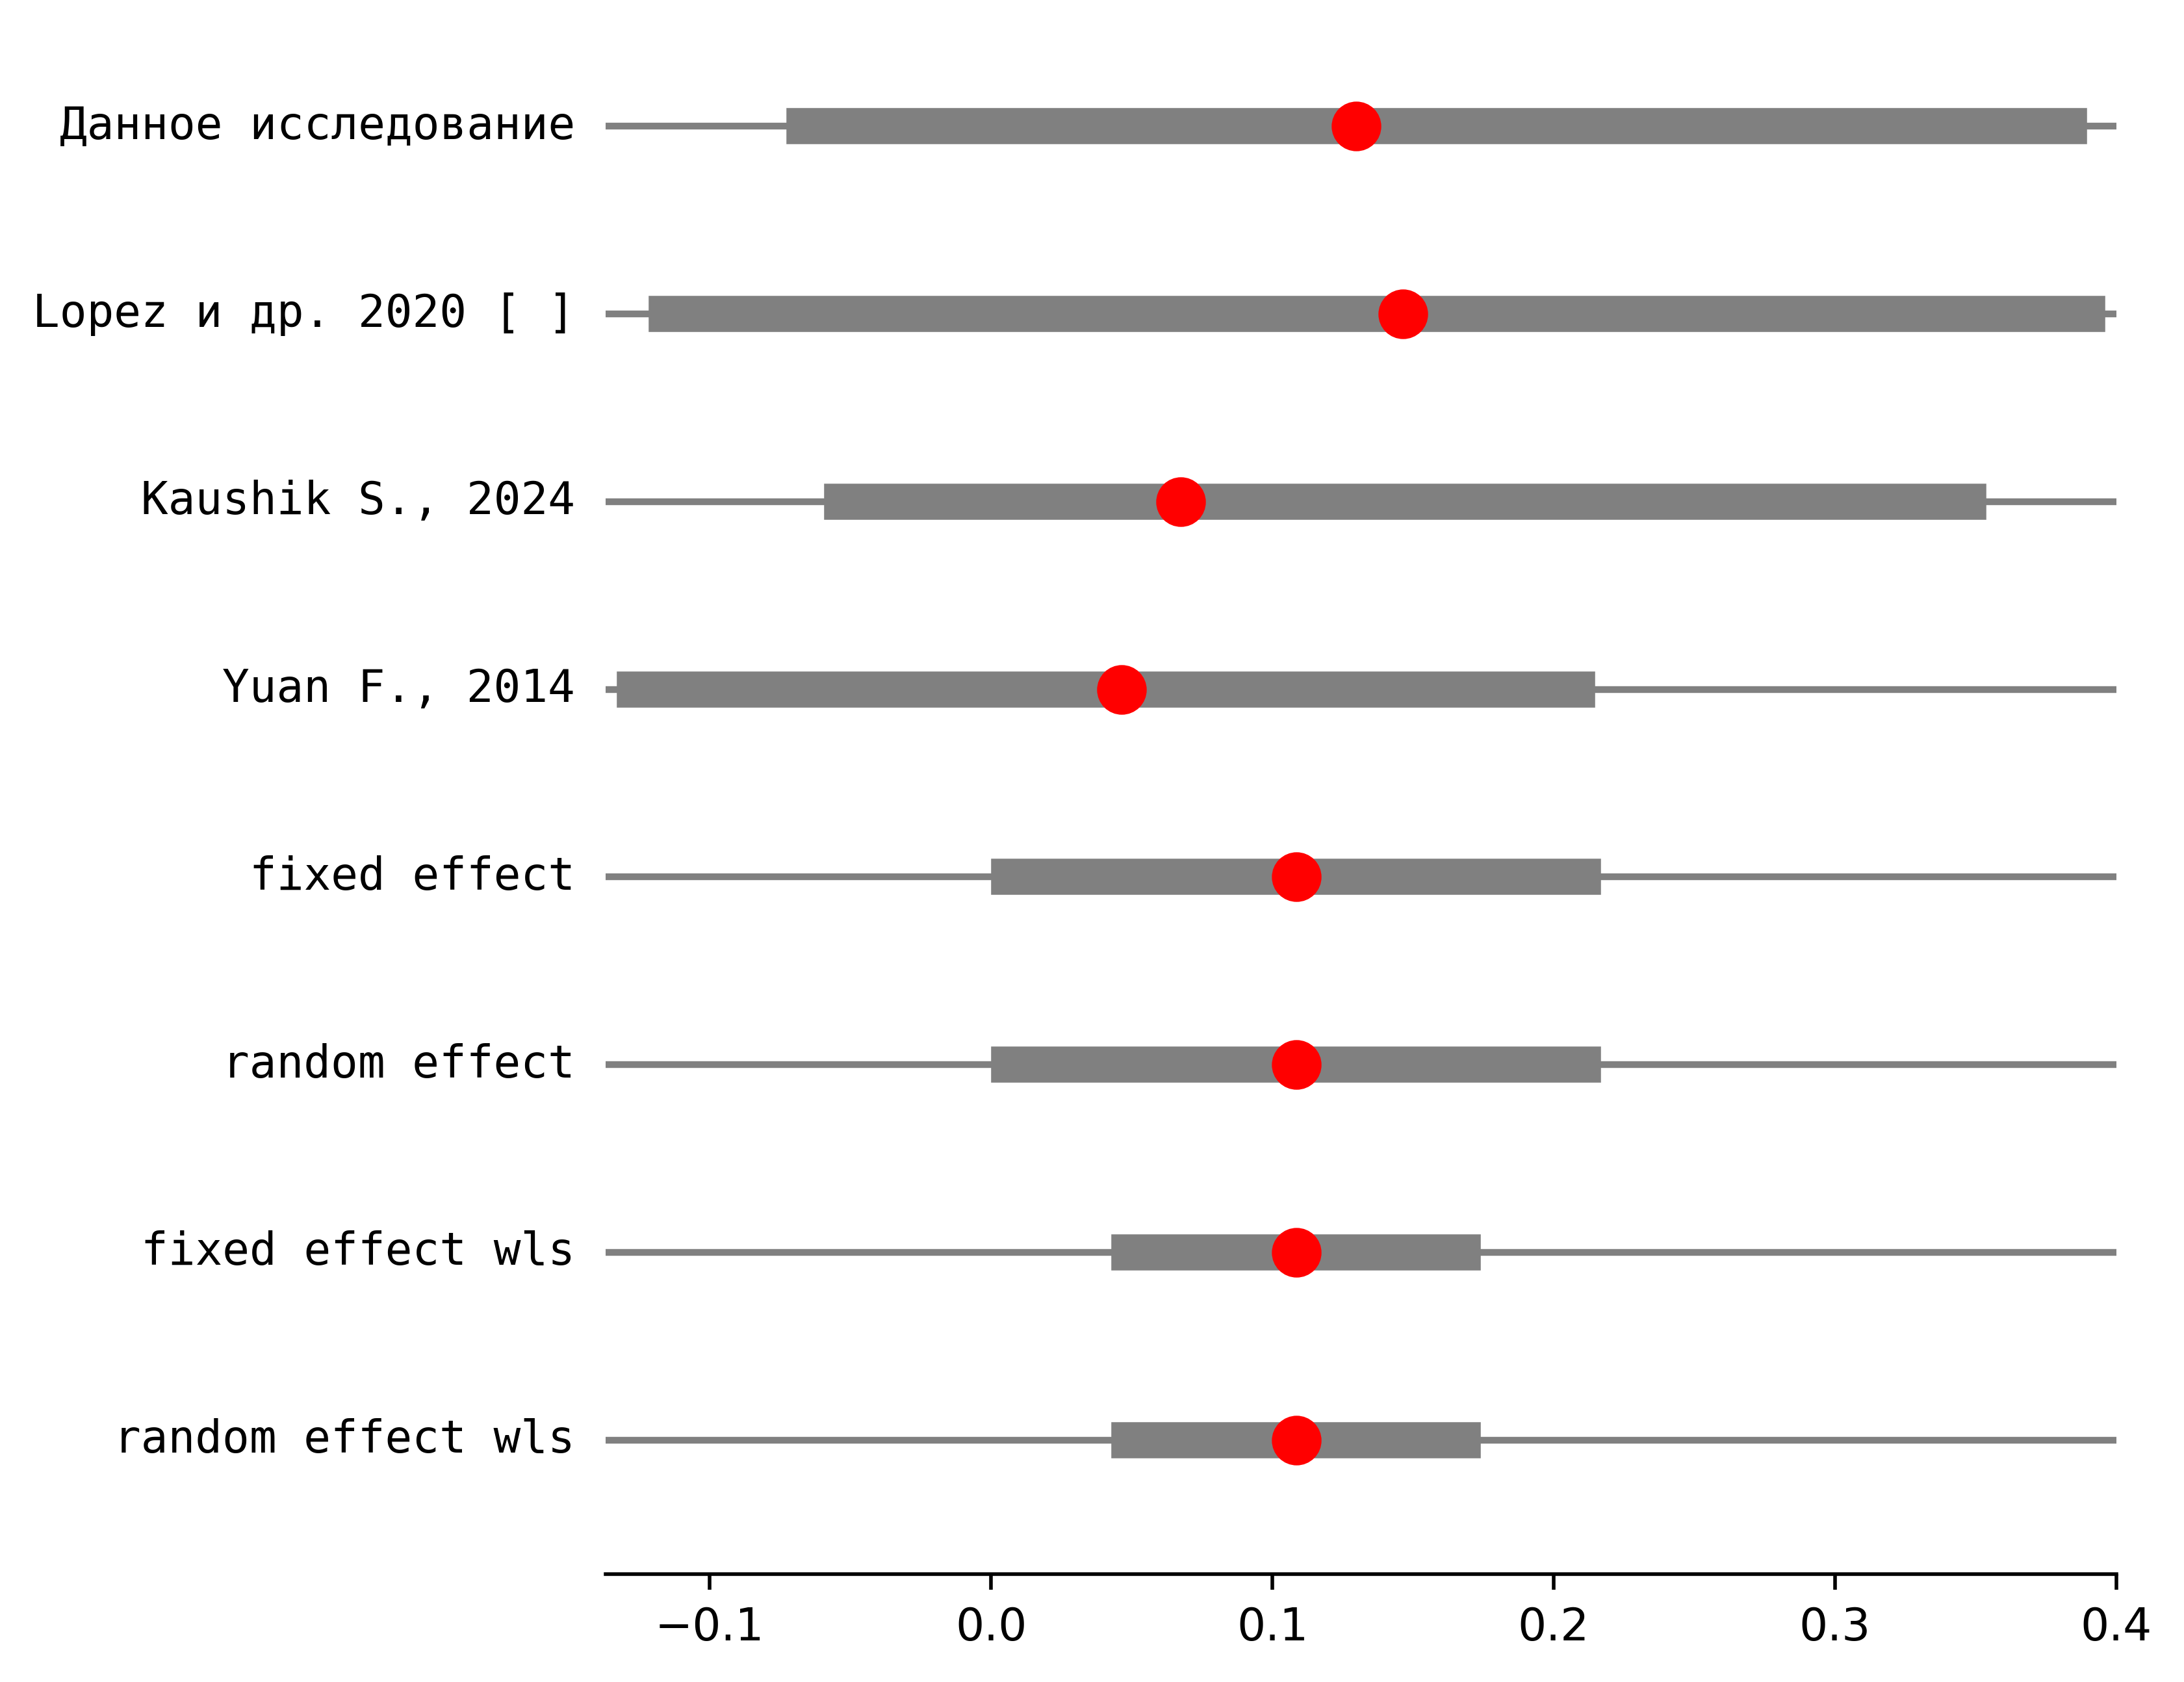 Данное исследование
Lopez и др. 2020 [ ]
Kaushik S., 2024
Yuan F., 2014
fixed effect
random effect
fixed effect wls
random effect wls
−0.1 0.0 0.1 0.2 0.3 0.4